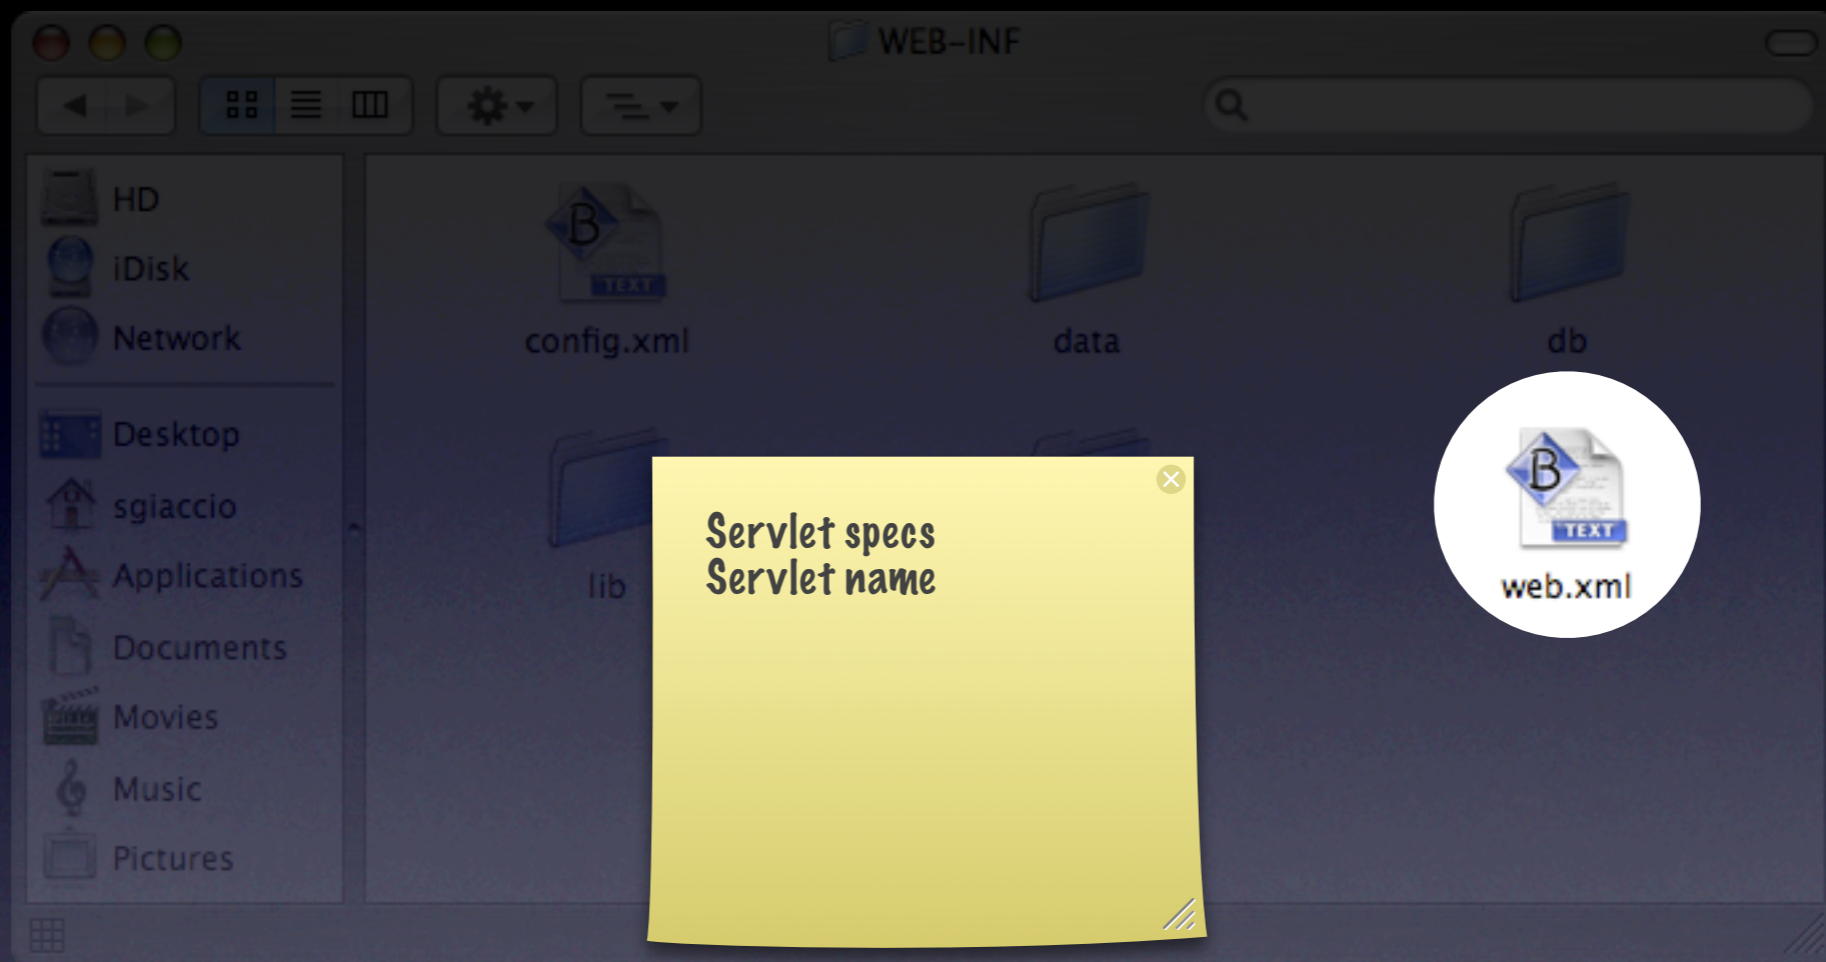 WEB-INF
HD
iDisk
Network
Desktop
sgiaccio
Applications
Documents
Movies
Music
Pictures
B
TEXT
config.xml
data
db
lib
B
TEXT
web.xml
Servlet specs
Servlet name